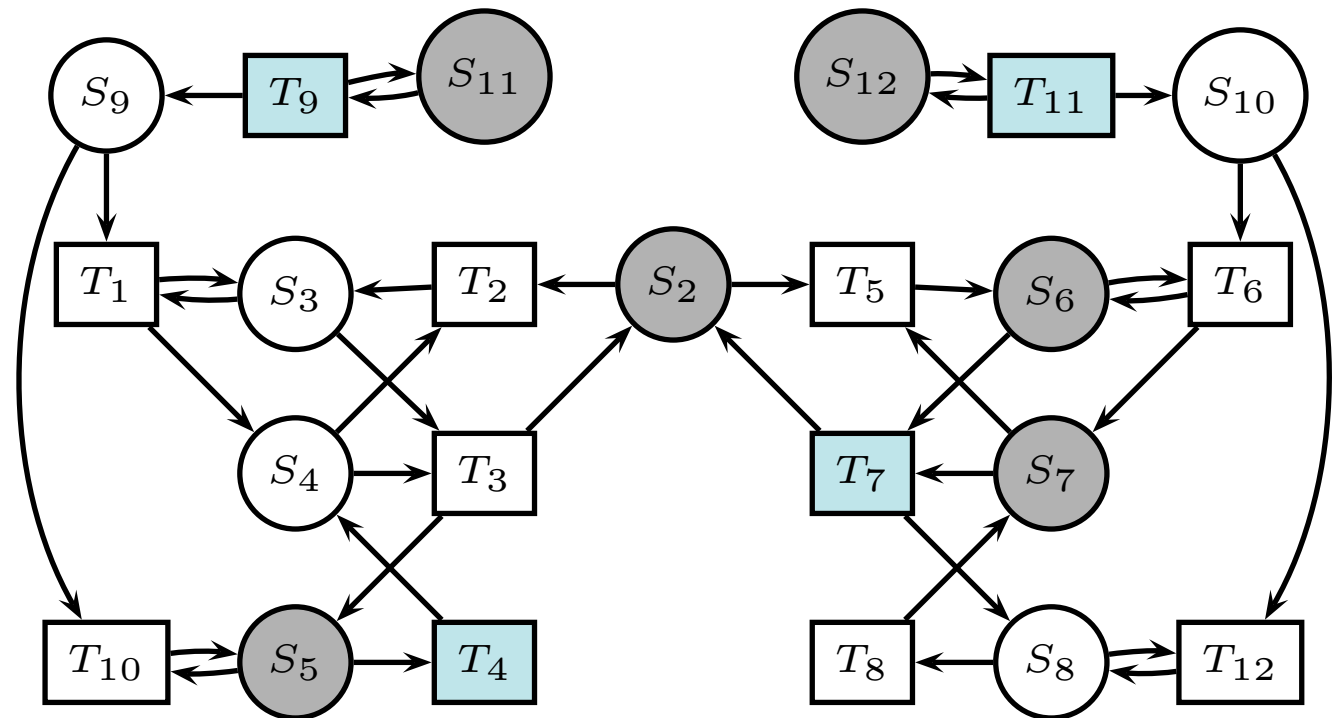 S₉ T₉ S₁₁ S₁₂ T₁₁ S₁₀
T₁ S₃ T₂ S₂ T₅ S₆ T₆
S₄ T₃ T₇ S₇
T₁₀ S₅ T₄ T₈ S₈ T₁₂